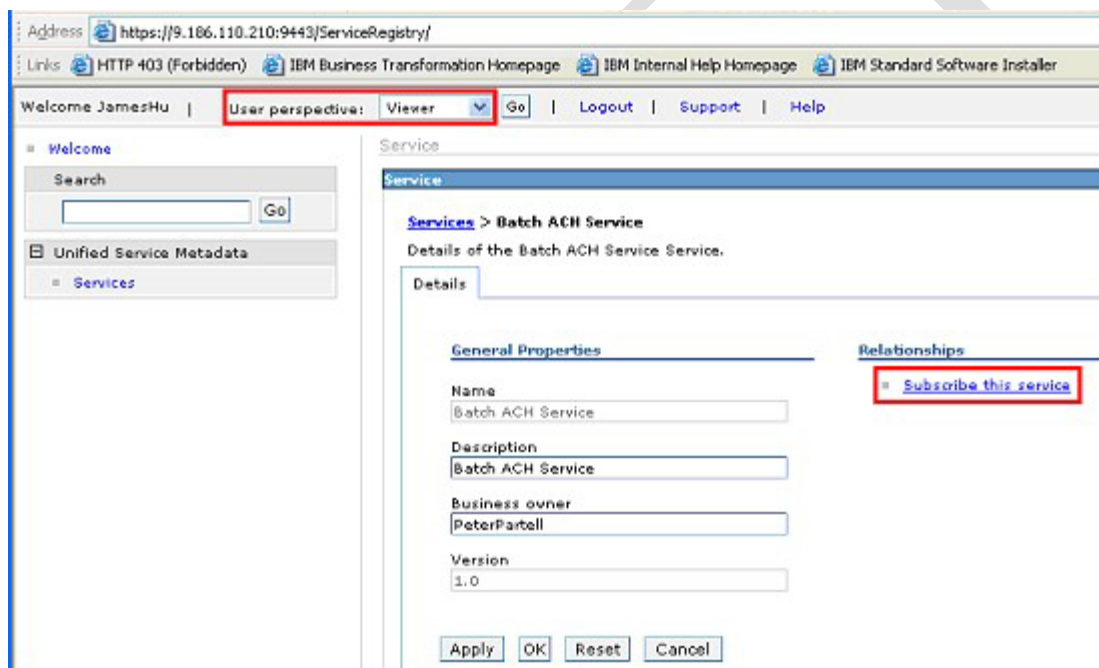 Address https://9.186.110.210:9443/ServiceRegistry/
Links HTTP 403 (Forbidden) IBM Business Transformation Homepage IBM Internal Help Homepage IBM Standard Software Installer
Welcome JamesHu | User perspective: Viewer Go | Logout | Support | Help
Welcome
Search
Go
Unified Service Metadata
Services
Service
Service
Services > Batch ACH Service
Details of the Batch ACH Service Service.
Details
General Properties
Name
Batch ACH Service
Description
Batch ACH Service
Business owner
PeterPartell
Version
1.0
Relationships
Subscribe this service
Apply OK Reset Cancel